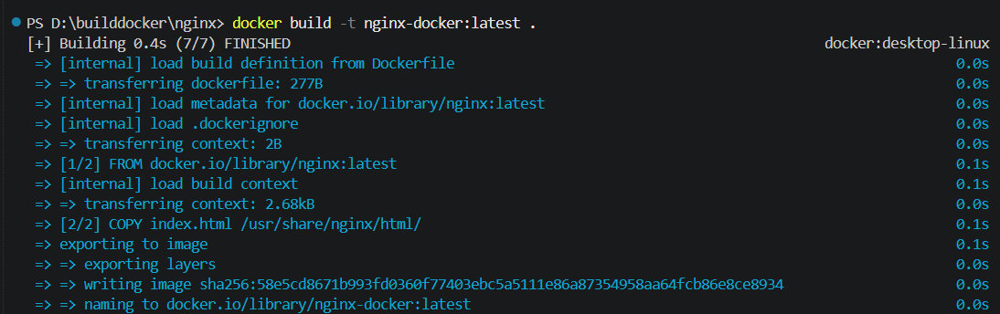 PS D:\builddocker\nginx> docker build -t nginx-docker:latest .
[+] Building 0.4s (7/7) FINISHED docker:desktop-linux
=> [internal] load build definition from Dockerfile 0.0s
=> => transferring dockerfile: 277B 0.0s
=> [internal] load metadata for docker.io/library/nginx:latest 0.0s
=> [internal] load .dockerignore 0.0s
=> => transferring context: 2B 0.0s
=> [1/2] FROM docker.io/library/nginx:latest 0.1s
=> [internal] load build context 0.1s
=> => transferring context: 2.68kB 0.0s
=> [2/2] COPY index.html /usr/share/nginx/html/ 0.1s
=> exporting to image 0.1s
=> => exporting layers 0.0s
=> => writing image sha256:58e5cd8671b993fd0360f77403ebc5a5111e86a87354958aa64fcb86e8ce8934 0.0s
=> => naming to docker.io/library/nginx-docker:latest 0.0s